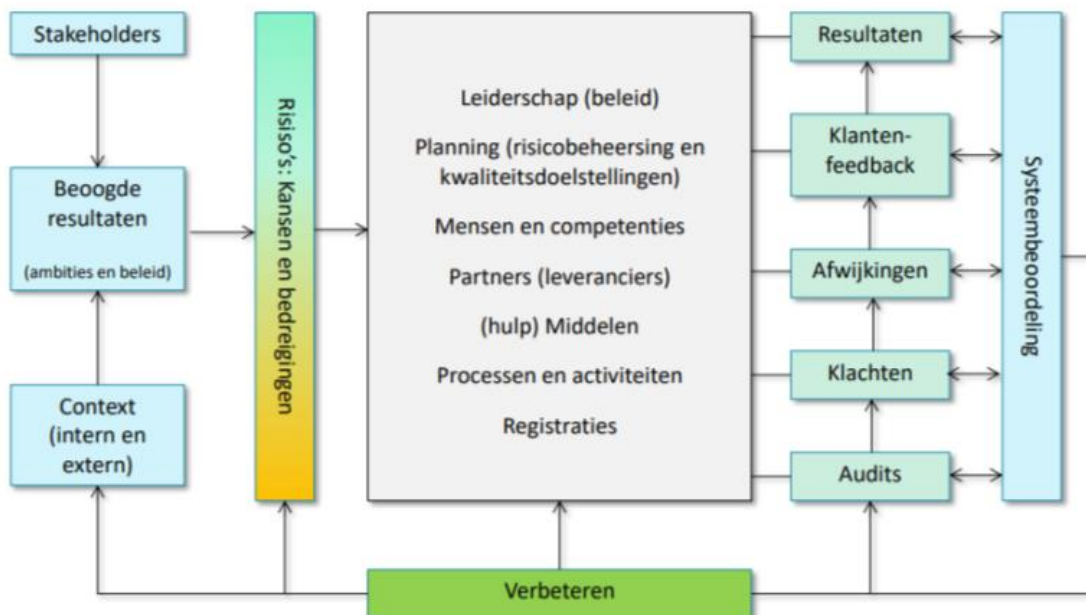 Stakeholders
Beoogde
resultaten
(ambities en beleid)
Context
(intern en
extern)
Risiso's: Kansen en bedreigingen
Leiderschap (beleid)
Planning (risicobeheersing en
kwaliteitsdoelstellingen)
Mensen en competenties
Partners (leveranciers)
(hulp) Middelen
Processen en activiteiten
Registraties
Resultaten
Klanten-
feedback
Afwijkingen
Klachten
Audits
Systeembeoordeling
Verbeteren